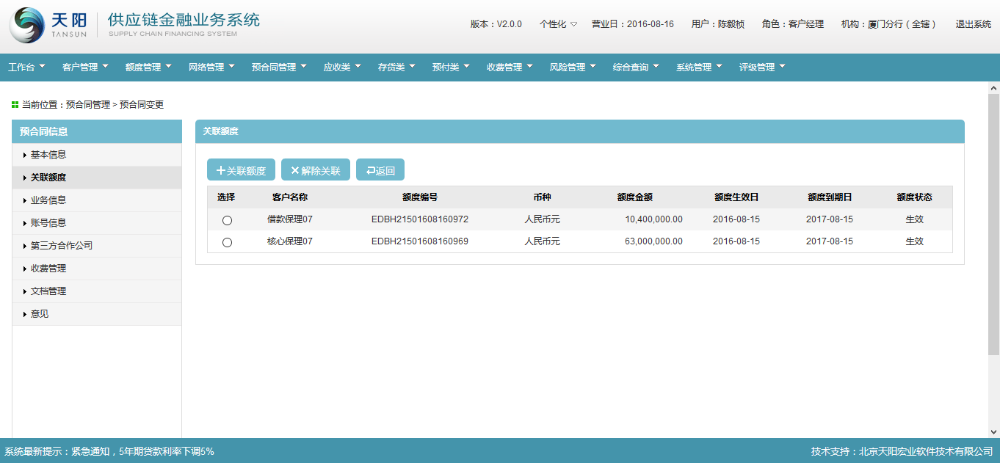 天阳 供应链金融业务系统
TANSUN SUPPLY CHAIN FINANCING SYSTEM
版本：V2.0.0 个性化 营业日：2016-08-16 用户：陈毅桢 角色：客户经理 机构：厦门分行（全辖） 退出系统
工作台 客户管理 额度管理 网络管理 预合同管理 应收类 存货类 预付类 收费管理 风险管理 综合查询 系统管理 评级管理
当前位置：预合同管理 > 预合同变更
预合同信息
基本信息
关联额度
业务信息
账号信息
第三方合作公司
收费管理
文档管理
意见
关联额度
关联额度 解除关联 返回
选择 客户名称 额度编号 币种 额度金额 额度生效日 额度到期日 额度状态
借款保理07 EDBH21501608160972 人民币元 10,400,000.00 2016-08-15 2017-08-15 生效
核心保理07 EDBH21501608160969 人民币元 63,000,000.00 2016-08-15 2017-08-15 生效
系统最新提示：紧急通知，5年期贷款利率下调5% 技术支持：北京天阳宏业软件技术有限公司